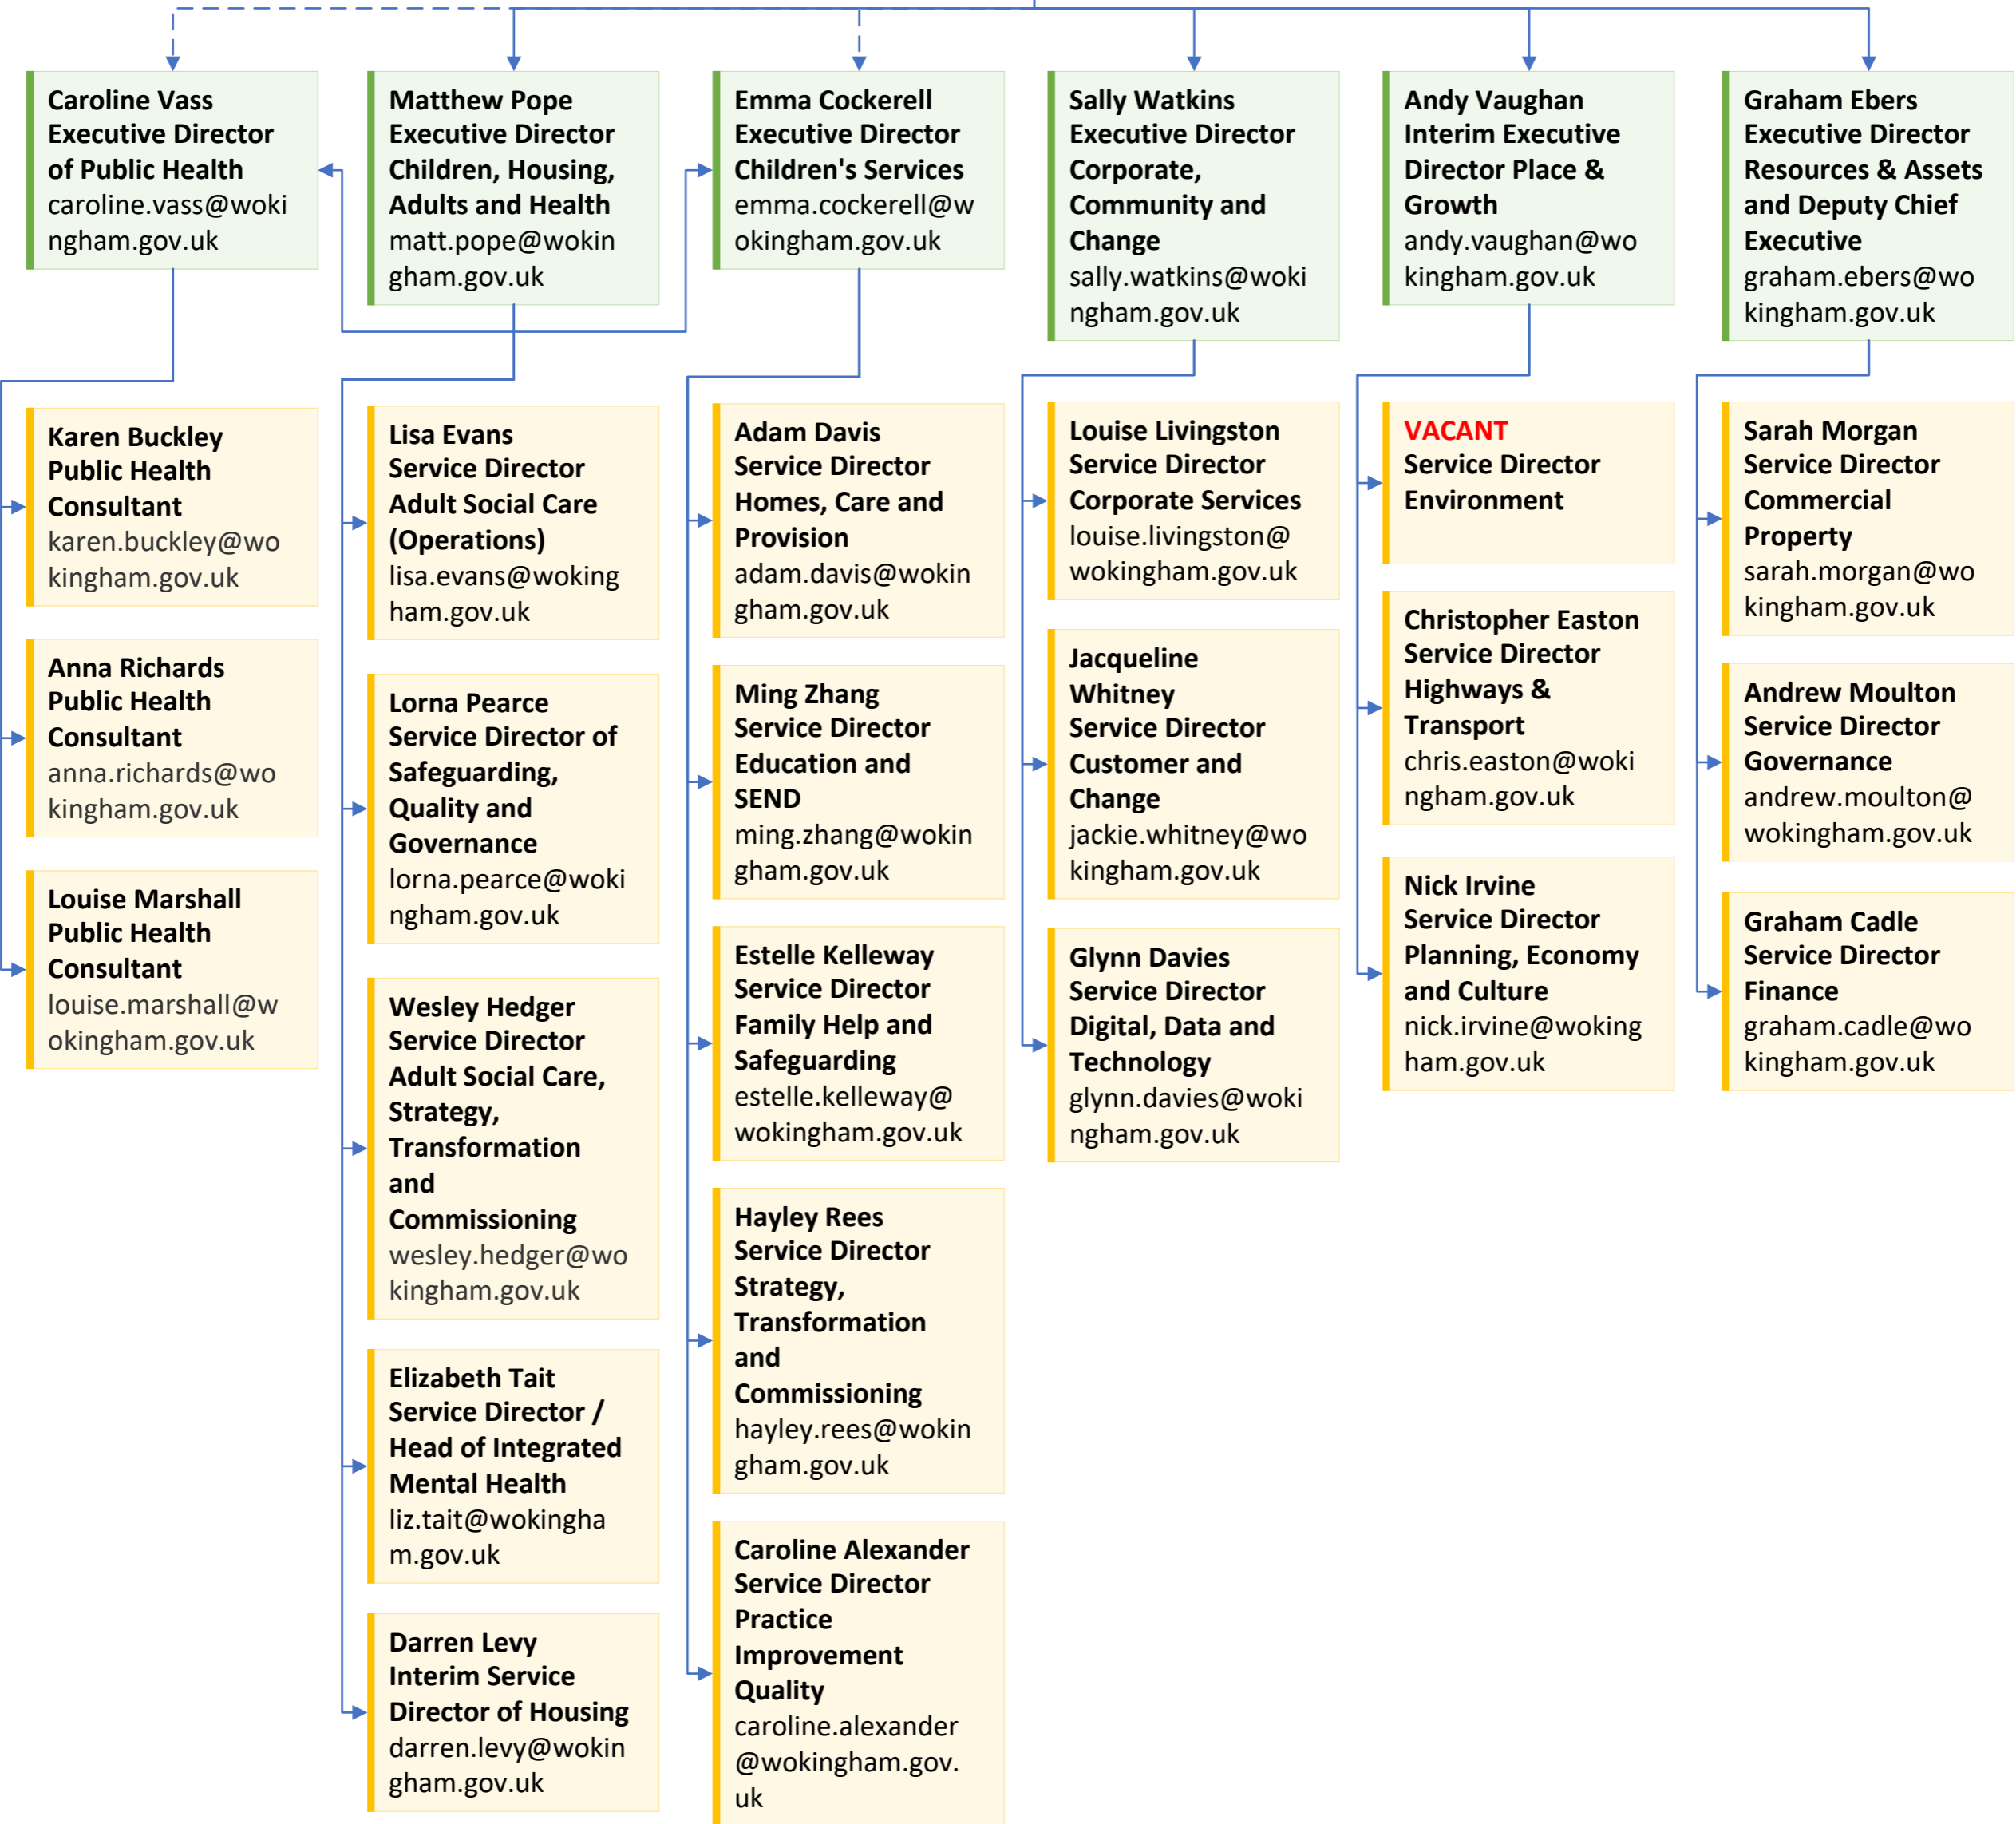 Caroline Vass
Executive Director
of Public Health
caroline.vass@woki
ngham.gov.uk
Matthew Pope
Executive Director
Children, Housing,
Adults and Health
matt.pope@wokin
gham.gov.uk
Emma Cockerell
Executive Director
Children's Services
emma.cockerell@w
okingham.gov.uk
Sally Watkins
Executive Director
Corporate,
Community and
Change
sally.watkins@woki
ngham.gov.uk
Andy Vaughan
Interim Executive
Director Place &
Growth
andy.vaughan@wo
kingham.gov.uk
Graham Ebers
Executive Director
Resources & Assets
and Deputy Chief
Executive
graham.ebers@wo
kingham.gov.uk
Karen Buckley
Public Health
Consultant
karen.buckley@wo
kingham.gov.uk
Anna Richards
Public Health
Consultant
anna.richards@wo
kingham.gov.uk
Louise Marshall
Public Health
Consultant
louise.marshall@w
okingham.gov.uk
Lisa Evans
Service Director
Adult Social Care
(Operations)
lisa.evans@woking
ham.gov.uk
Lorna Pearce
Service Director of
Safeguarding,
Quality and
Governance
lorna.pearce@woki
ngham.gov.uk
Wesley Hedger
Service Director
Adult Social Care,
Strategy,
Transformation
and
Commissioning
wesley.hedger@wo
kingham.gov.uk
Elizabeth Tait
Service Director /
Head of Integrated
Mental Health
liz.tait@wokingha
m.gov.uk
Darren Levy
Interim Service
Director of Housing
darren.levy@wokin
gham.gov.uk
Adam Davis
Service Director
Homes, Care and
Provision
adam.davis@wokin
gham.gov.uk
Ming Zhang
Service Director
Education and
SEND
ming.zhang@wokin
gham.gov.uk
Estelle Kelleway
Service Director
Family Help and
Safeguarding
estelle.kelleway@
wokingham.gov.uk
Hayley Rees
Service Director
Strategy,
Transformation
and
Commissioning
hayley.rees@wokin
gham.gov.uk
Caroline Alexander
Service Director
Practice
Improvement
Quality
caroline.alexander
@wokingham.gov.
uk
Louise Livingston
Service Director
Corporate Services
louise.livingston@
wokingham.gov.uk
Jacqueline
Whitney
Service Director
Customer and
Change
jackie.whitney@wo
kingham.gov.uk
Glynn Davies
Service Director
Digital, Data and
Technology
glynn.davies@woki
ngham.gov.uk
VACANT
Service Director
Environment
Christopher Easton
Service Director
Highways &
Transport
chris.easton@woki
ngham.gov.uk
Nick Irvine
Service Director
Planning, Economy
and Culture
nick.irvine@woking
ham.gov.uk
Sarah Morgan
Service Director
Commercial
Property
sarah.morgan@wo
kingham.gov.uk
Andrew Moulton
Service Director
Governance
andrew.moulton@
wokingham.gov.uk
Graham Cadle
Service Director
Finance
graham.cadle@wo
kingham.gov.uk